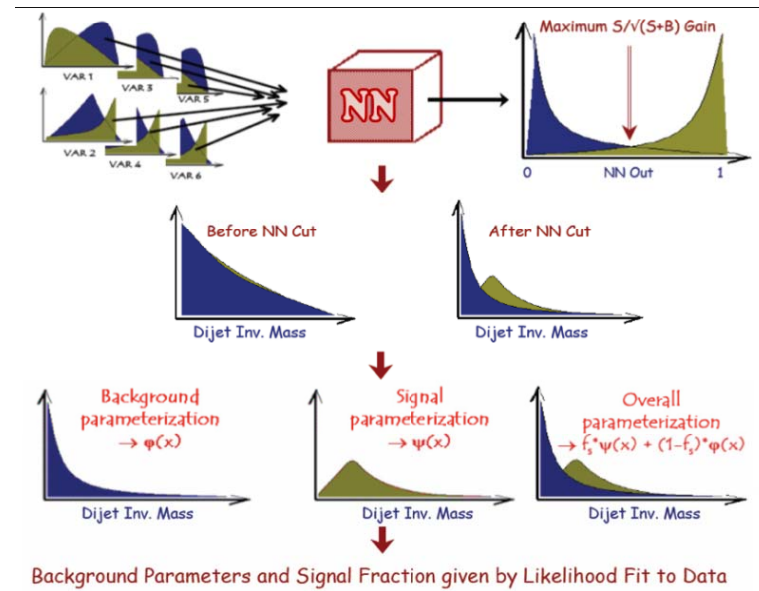 Maximum S/√(S+B) Gain
VAR 1
VAR 3
VAR 5
NN
VAR 2
VAR 4
VAR 6
0
NN Out
1
Before NN Cut
After NN Cut
Dijet Inv. Mass
Dijet Inv. Mass
Background
parameterization
→ φ(x)
Signal
parameterization
→ ψ(x)
Overall
parameterization
→ fₛ*ψ(x) + (1-fₛ)*φ(x)
Dijet Inv. Mass
Dijet Inv. Mass
Dijet Inv. Mass
Background Parameters and Signal Fraction given by Likelihood Fit to Data